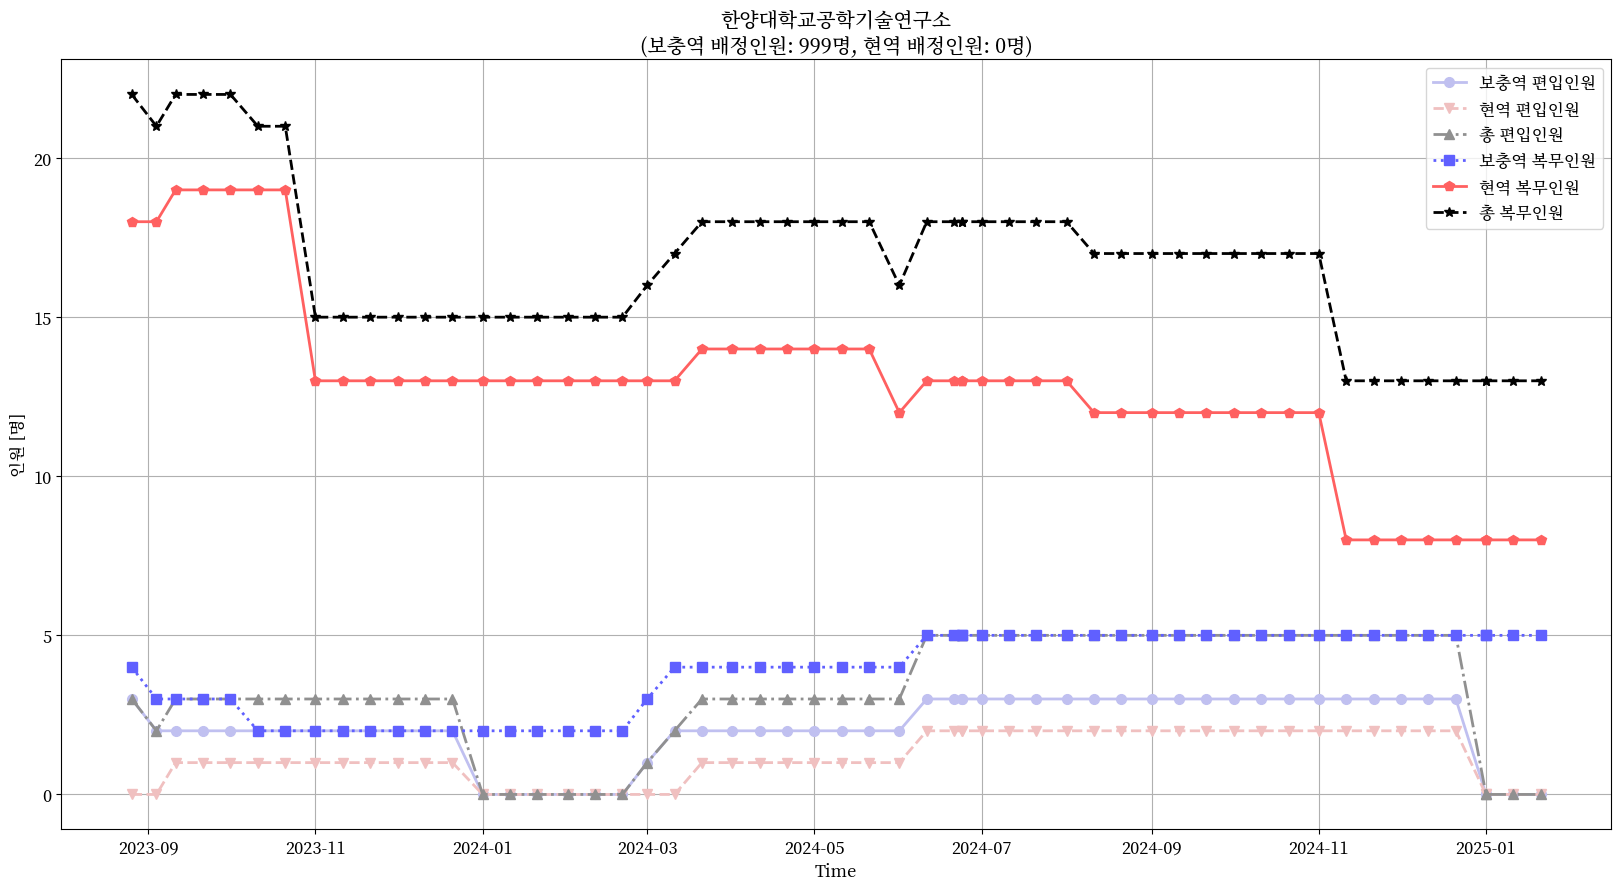 한양대학교공학기술연구소
(보충역 배정인원: 999명, 현역 배정인원: 0명)
보충역 편입인원
현역 편입인원
총 편입인원
보충역 복무인원
현역 복무인원
총 복무인원
인원 [명]
20
15
10
5
0
2023-09 2023-11 2024-01 2024-03 2024-05 2024-07 2024-09 2024-11 2025-01
Time